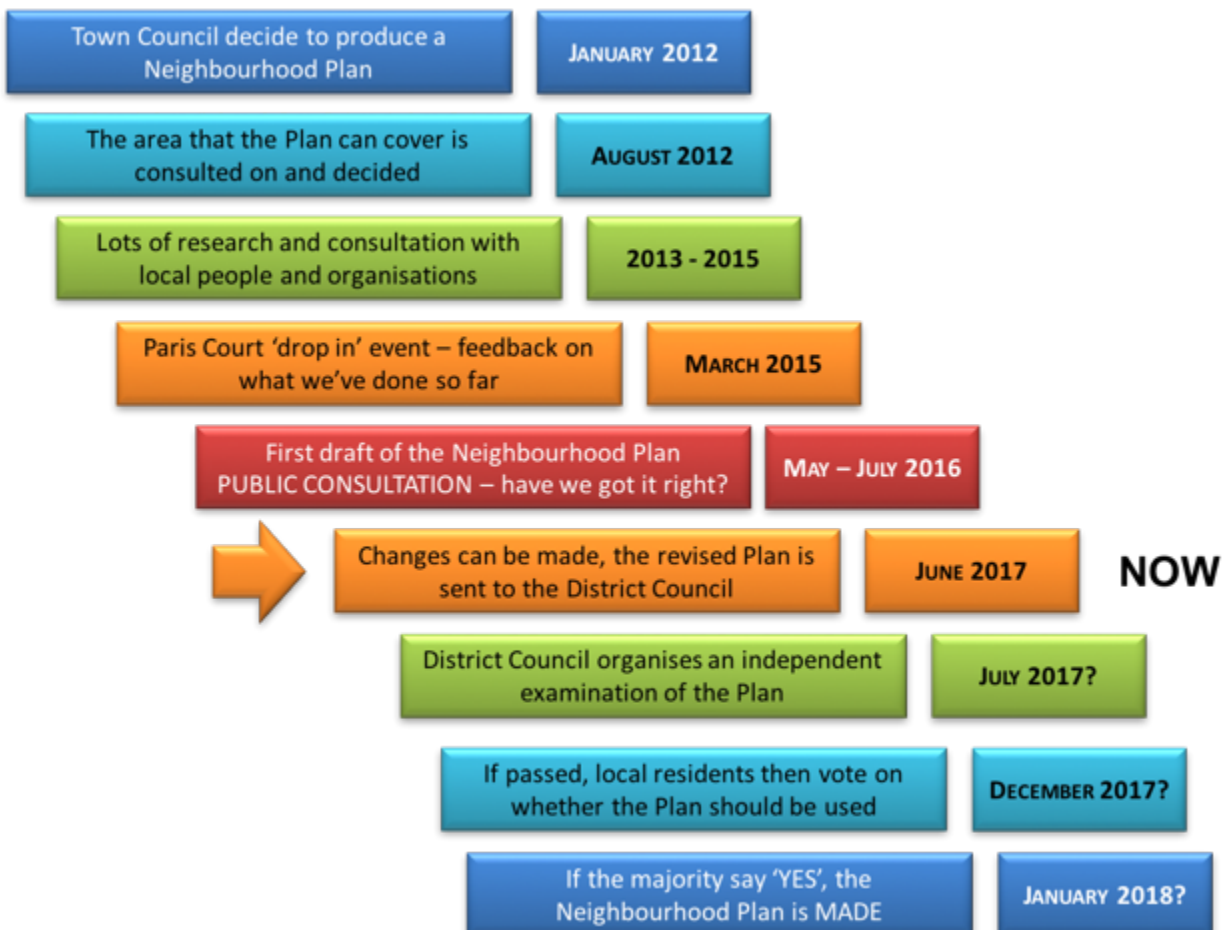 Town Council decide to produce a
Neighbourhood Plan
JANUARY 2012
The area that the Plan can cover is
consulted on and decided
AUGUST 2012
Lots of research and consultation with
local people and organisations
2013 - 2015
Paris Court ‘drop in’ event – feedback on
what we’ve done so far
MARCH 2015
First draft of the Neighbourhood Plan
PUBLIC CONSULTATION – have we got it right?
MAY – JULY 2016
Changes can be made, the revised Plan is
sent to the District Council
JUNE 2017
NOW
District Council organises an independent
examination of the Plan
JULY 2017?
If passed, local residents then vote on
whether the Plan should be used
DECEMBER 2017?
If the majority say ‘YES’, the
Neighbourhood Plan is MADE
JANUARY 2018?